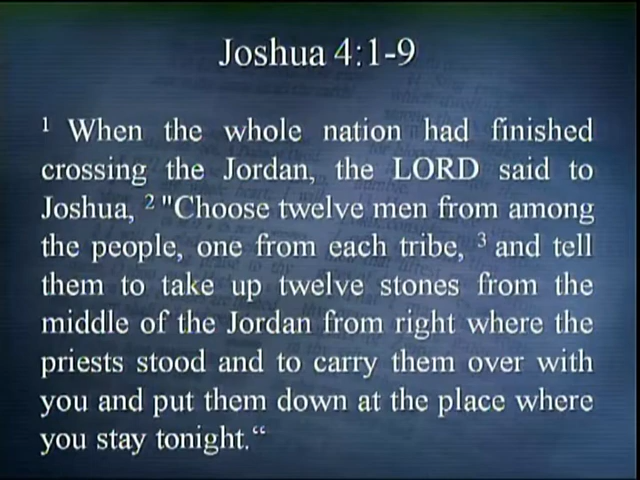 Joshua 4:1-9
¹ When the whole nation had finished
crossing the Jordan, the LORD said to
Joshua, ² "Choose twelve men from among
the people, one from each tribe, ³ and tell
them to take up twelve stones from the
middle of the Jordan from right where the
priests stood and to carry them over with
you and put them down at the place where
you stay tonight.“